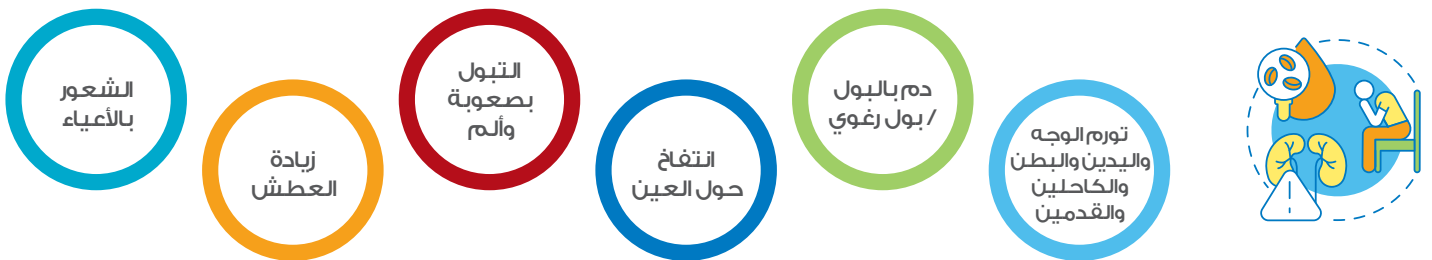 تورم الوجه
واليدين والبطن
والكاحلين
والقدمين
دم بالبول
/ بول رغوي
انتفاخ
حول العين
التبول
بصعوبة
وألم
زيادة
العطش
الشعور
بالأعياء